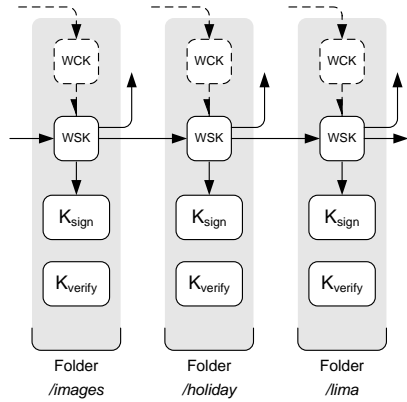 WCK WCK WCK
WSK WSK WSK
Ksign Ksign Ksign
Kverify Kverify Kverify
Folder Folder Folder
/images /holiday /lima